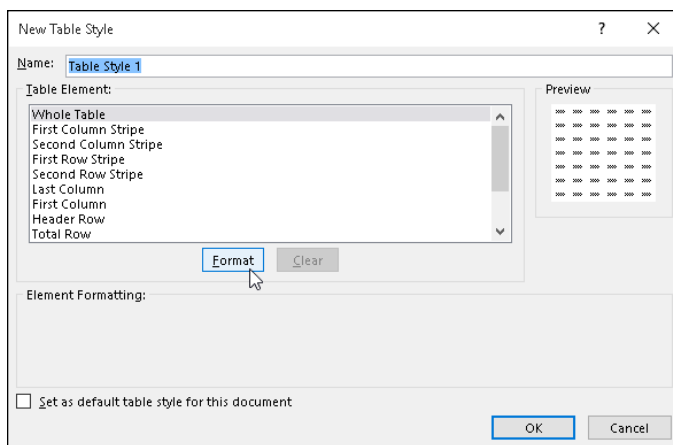 New Table Style
?
Name: Table Style 1
Table Element:
Preview
Whole Table
First Column Stripe
Second Column Stripe
First Row Stripe
Second Row Stripe
Last Column
First Column
Header Row
Total Row
Format Clear
Element Formatting:
Set as default table style for this document
OK Cancel